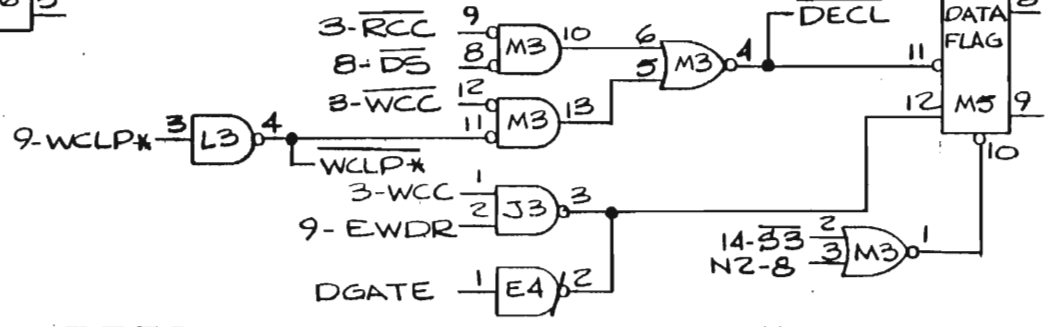 3-RCC 9
8-DS 8
M3 10
3-WCC 12
11
M3 13
9-WCLP* 3 L3 4
WCLP*
6
5
M3 4
DECL
DATA
FLAG
11
12
M5 9
10
3-WCC 1
9-EWDR 2
J3 3
DGATE 1 E4 2
14-S3 2
N2-8 3
M3 1